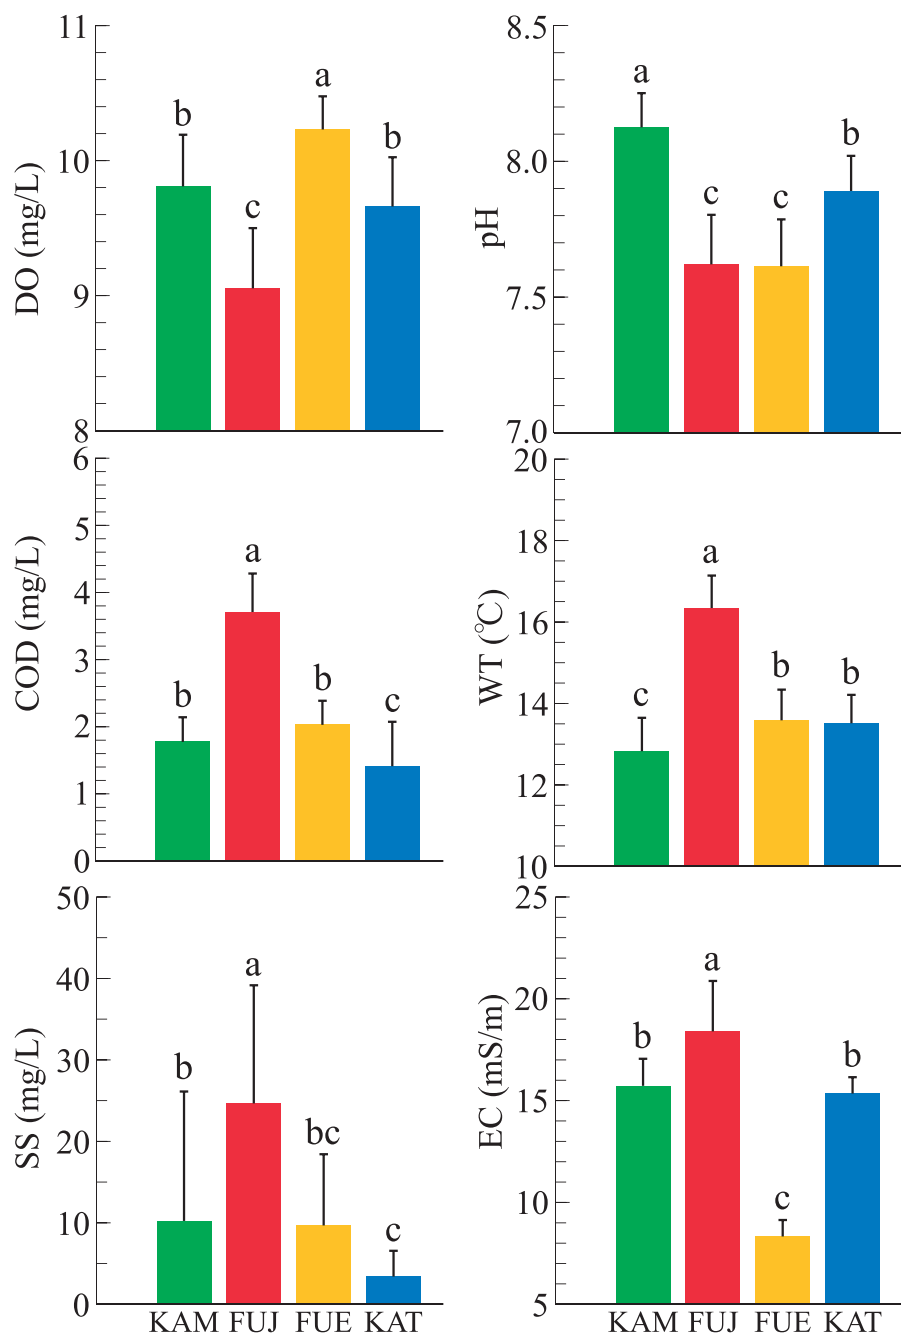 11
10
9
8
DO (mg/L)
b
c
a
b
8.5
8.0
7.5
7.0
pH
a
c
c
b
6
5
4
3
2
1
0
COD (mg/L)
b
a
b
c
20
18
16
14
12
10
WT (℃)
c
a
b
b
50
40
30
20
10
0
SS (mg/L)
b
a
bc
c
KAM FUJ FUE KAT
25
20
15
10
5
EC (mS/m)
b
a
c
b
KAM FUJ FUE KAT